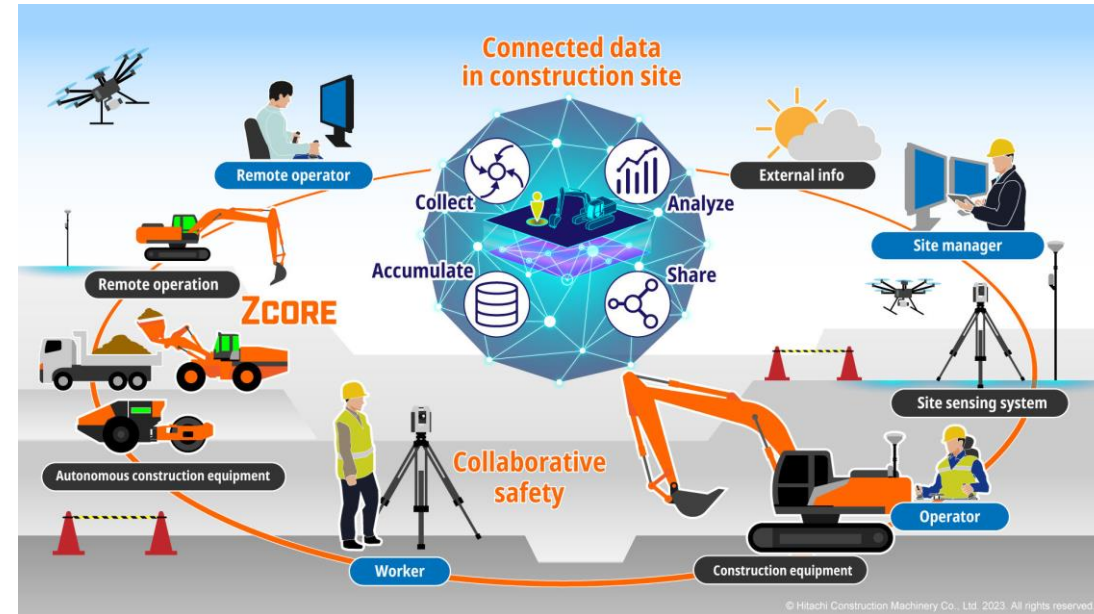 Connected data
in construction site
Remote operator
External info
Collect
Analyze
Site manager
Accumulate
Share
Remote operation
ZCORE
Site sensing system
Autonomous construction equipment
Collaborative
safety
Operator
Worker
Construction equipment
© Hitachi Construction Machinery Co., Ltd. 2023. All rights reserved